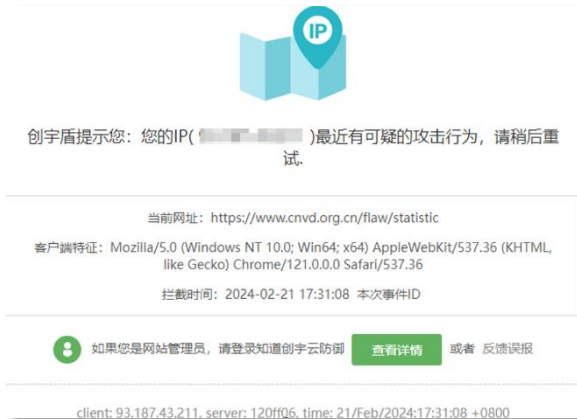 IP
创宇盾提示您：您的IP( )最近有可疑的攻击行为，请稍后重
试.
当前网址：https://www.cnvd.org.cn/flaw/statistic
客户端特征：Mozilla/5.0 (Windows NT 10.0; Win64; x64) AppleWebKit/537.36 (KHTML,
like Gecko) Chrome/121.0.0.0 Safari/537.36
拦截时间：2024-02-21 17:31:08 本次事件ID
如果您是网站管理员，请登录知道创宇云防御 查看详情 或者 反馈误报
client: 93.187.43.211, server: 120ff06, time: 21/Feb/2024:17:31:08 +0800